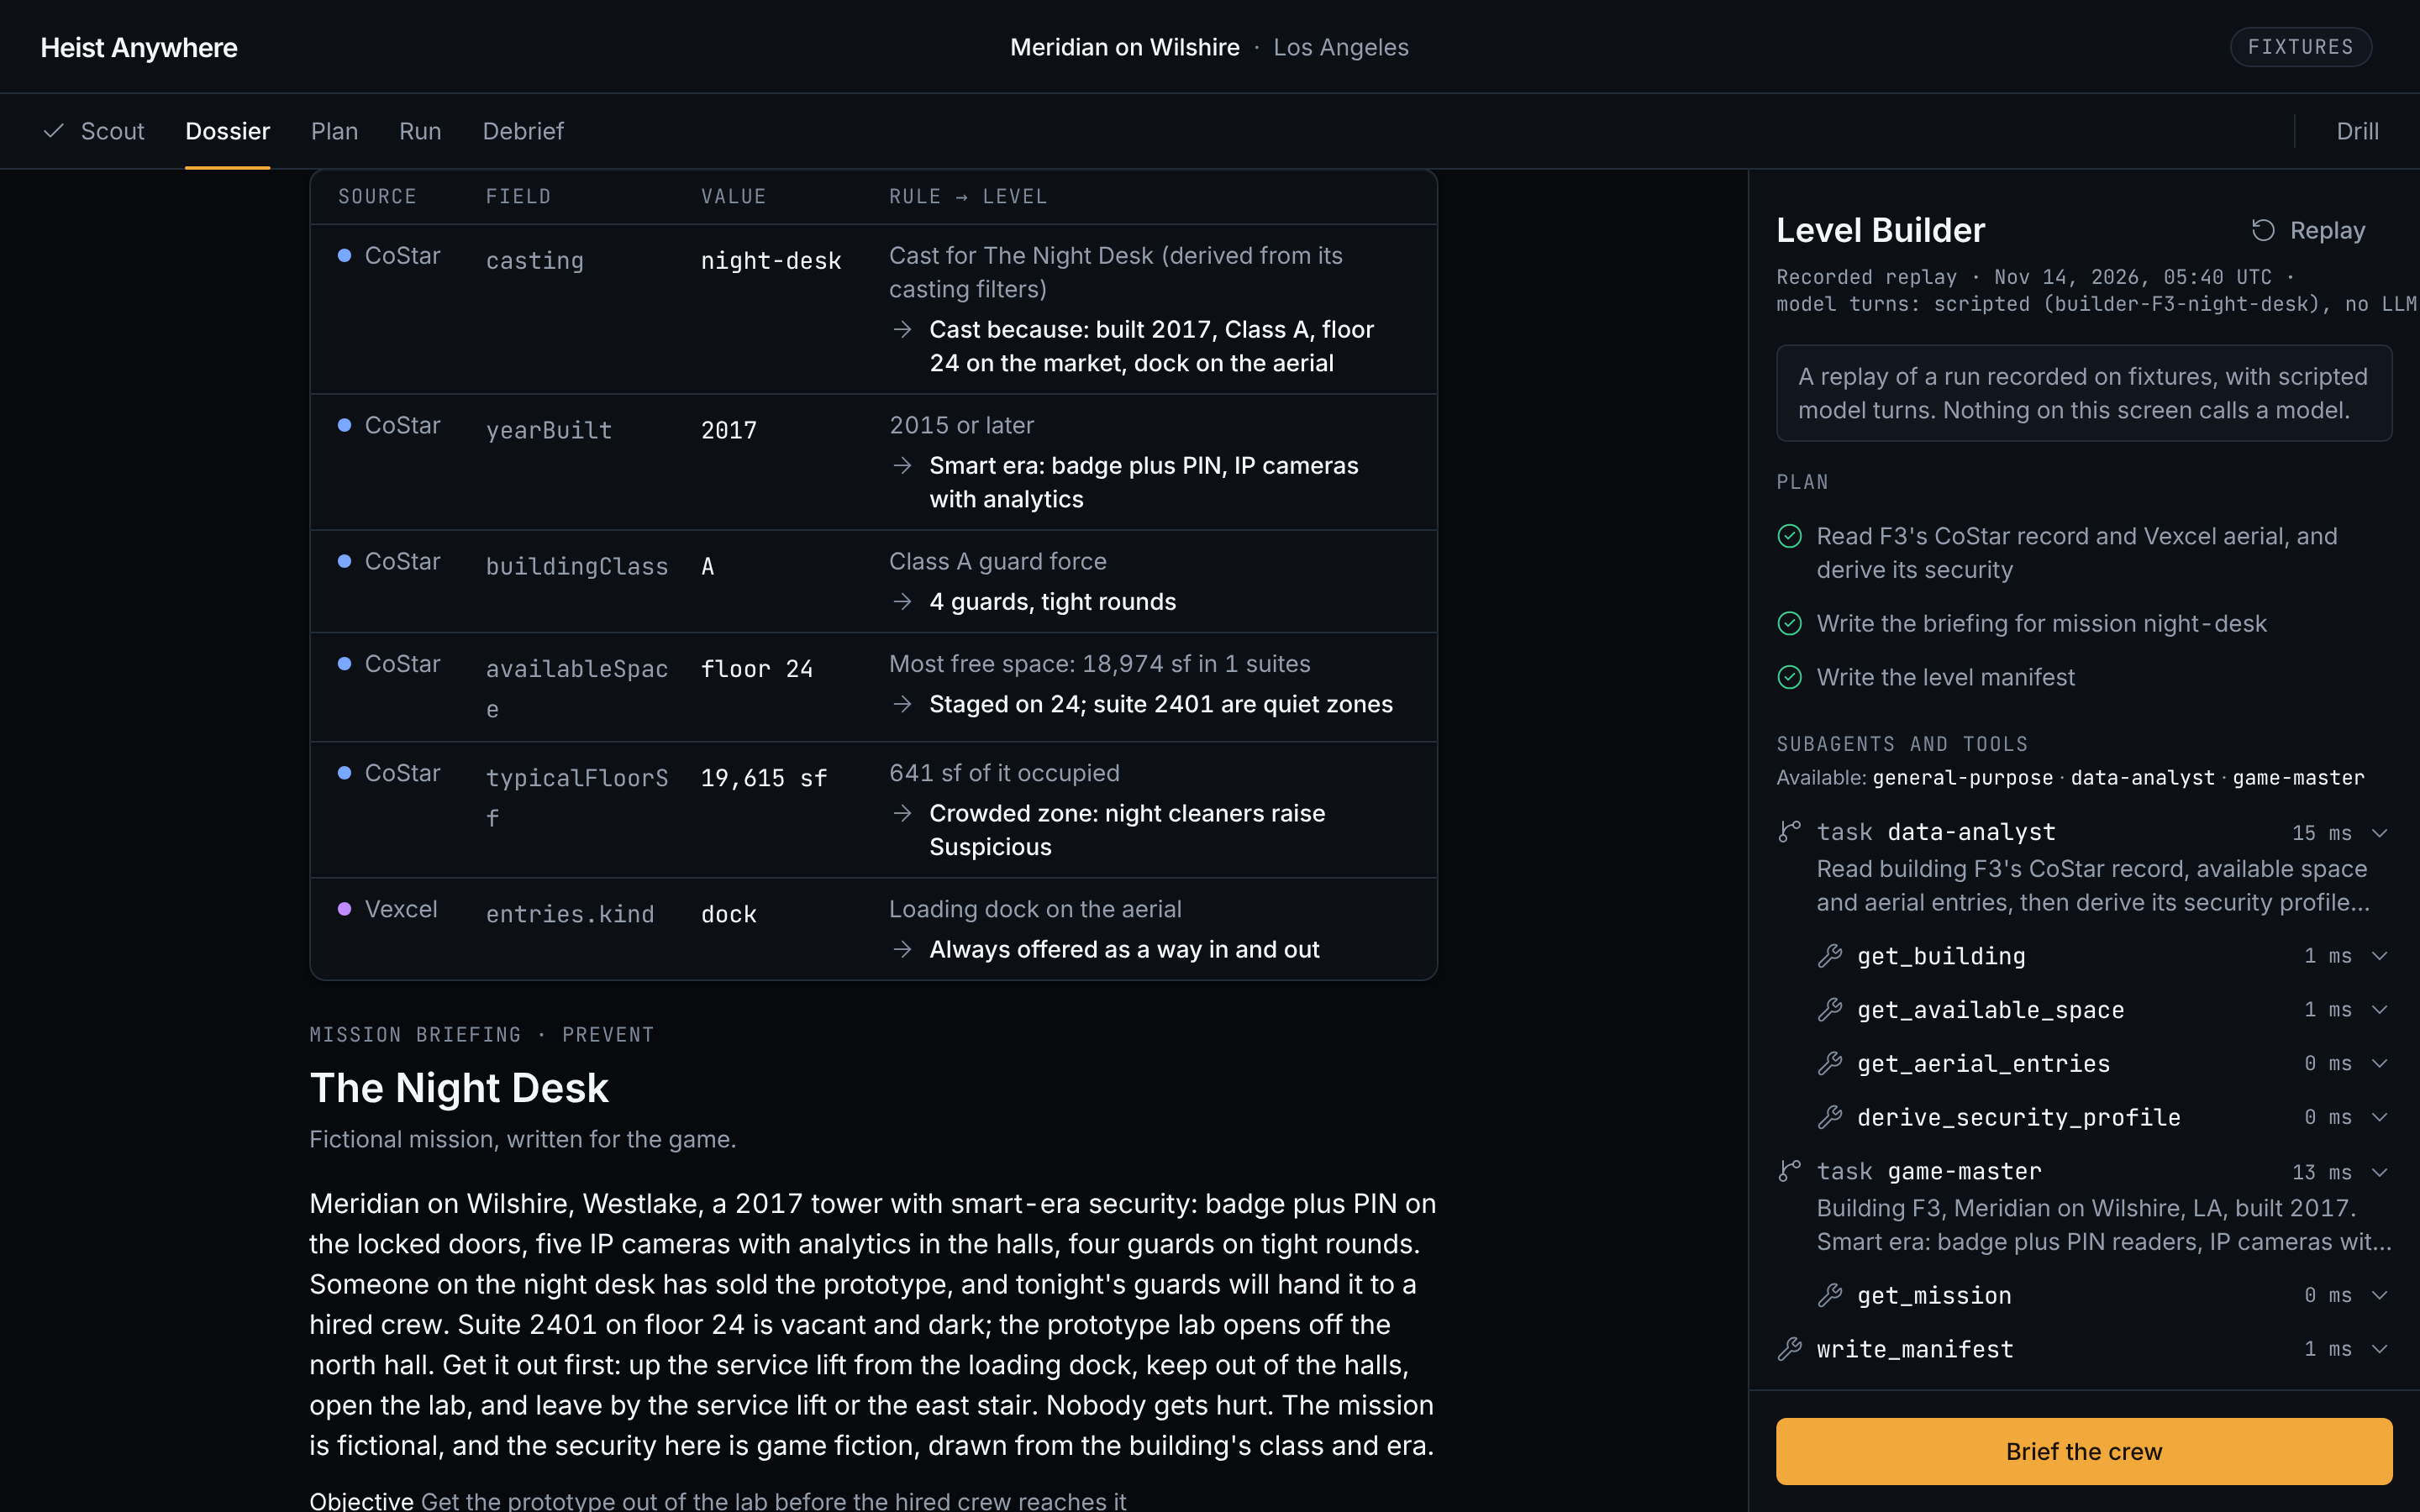 Heist Anywhere
Meridian on Wilshire · Los Angeles
FIXTURES
Scout
Dossier
Plan
Run
Debrief
Drill
SOURCE FIELD VALUE RULE → LEVEL
CoStar casting night-desk Cast for The Night Desk (derived from its
casting filters)
→ Cast because: built 2017, Class A, floor
24 on the market, dock on the aerial
CoStar yearBuilt 2017 2015 or later
→ Smart era: badge plus PIN, IP cameras
with analytics
CoStar buildingClass A Class A guard force
→ 4 guards, tight rounds
CoStar availableSpac floor 24 Most free space: 18,974 sf in 1 suites
e → Staged on 24; suite 2401 are quiet zones
CoStar typicalFloorS 19,615 sf 641 sf of it occupied
f → Crowded zone: night cleaners raise
Suspicious
Vexcel entries.kind dock Loading dock on the aerial
→ Always offered as a way in and out
MISSION BRIEFING · PREVENT
The Night Desk
Fictional mission, written for the game.
Meridian on Wilshire, Westlake, a 2017 tower with smart-era security: badge plus PIN on
the locked doors, five IP cameras with analytics in the halls, four guards on tight rounds.
Someone on the night desk has sold the prototype, and tonight's guards will hand it to a
hired crew. Suite 2401 on floor 24 is vacant and dark; the prototype lab opens off the
north hall. Get it out first: up the service lift from the loading dock, keep out of the halls,
open the lab, and leave by the service lift or the east stair. Nobody gets hurt. The mission
is fictional, and the security here is game fiction, drawn from the building's class and era.
Objective Get the prototype out of the lab before the hired crew reaches it
Level Builder
Replay
Recorded replay · Nov 14, 2026, 05:40 UTC ·
model turns: scripted (builder-F3-night-desk), no LLM
A replay of a run recorded on fixtures, with scripted
model turns. Nothing on this screen calls a model.
PLAN
Read F3's CoStar record and Vexcel aerial, and
derive its security
Write the briefing for mission night-desk
Write the level manifest
SUBAGENTS AND TOOLS
Available: general-purpose · data-analyst · game-master
task data-analyst 15 ms
Read building F3's CoStar record, available space
and aerial entries, then derive its security profile...
get_building 1 ms
get_available_space 1 ms
get_aerial_entries 0 ms
derive_security_profile 0 ms
task game-master 13 ms
Building F3, Meridian on Wilshire, LA, built 2017.
Smart era: badge plus PIN readers, IP cameras wit...
get_mission 0 ms
write_manifest 1 ms
Brief the crew